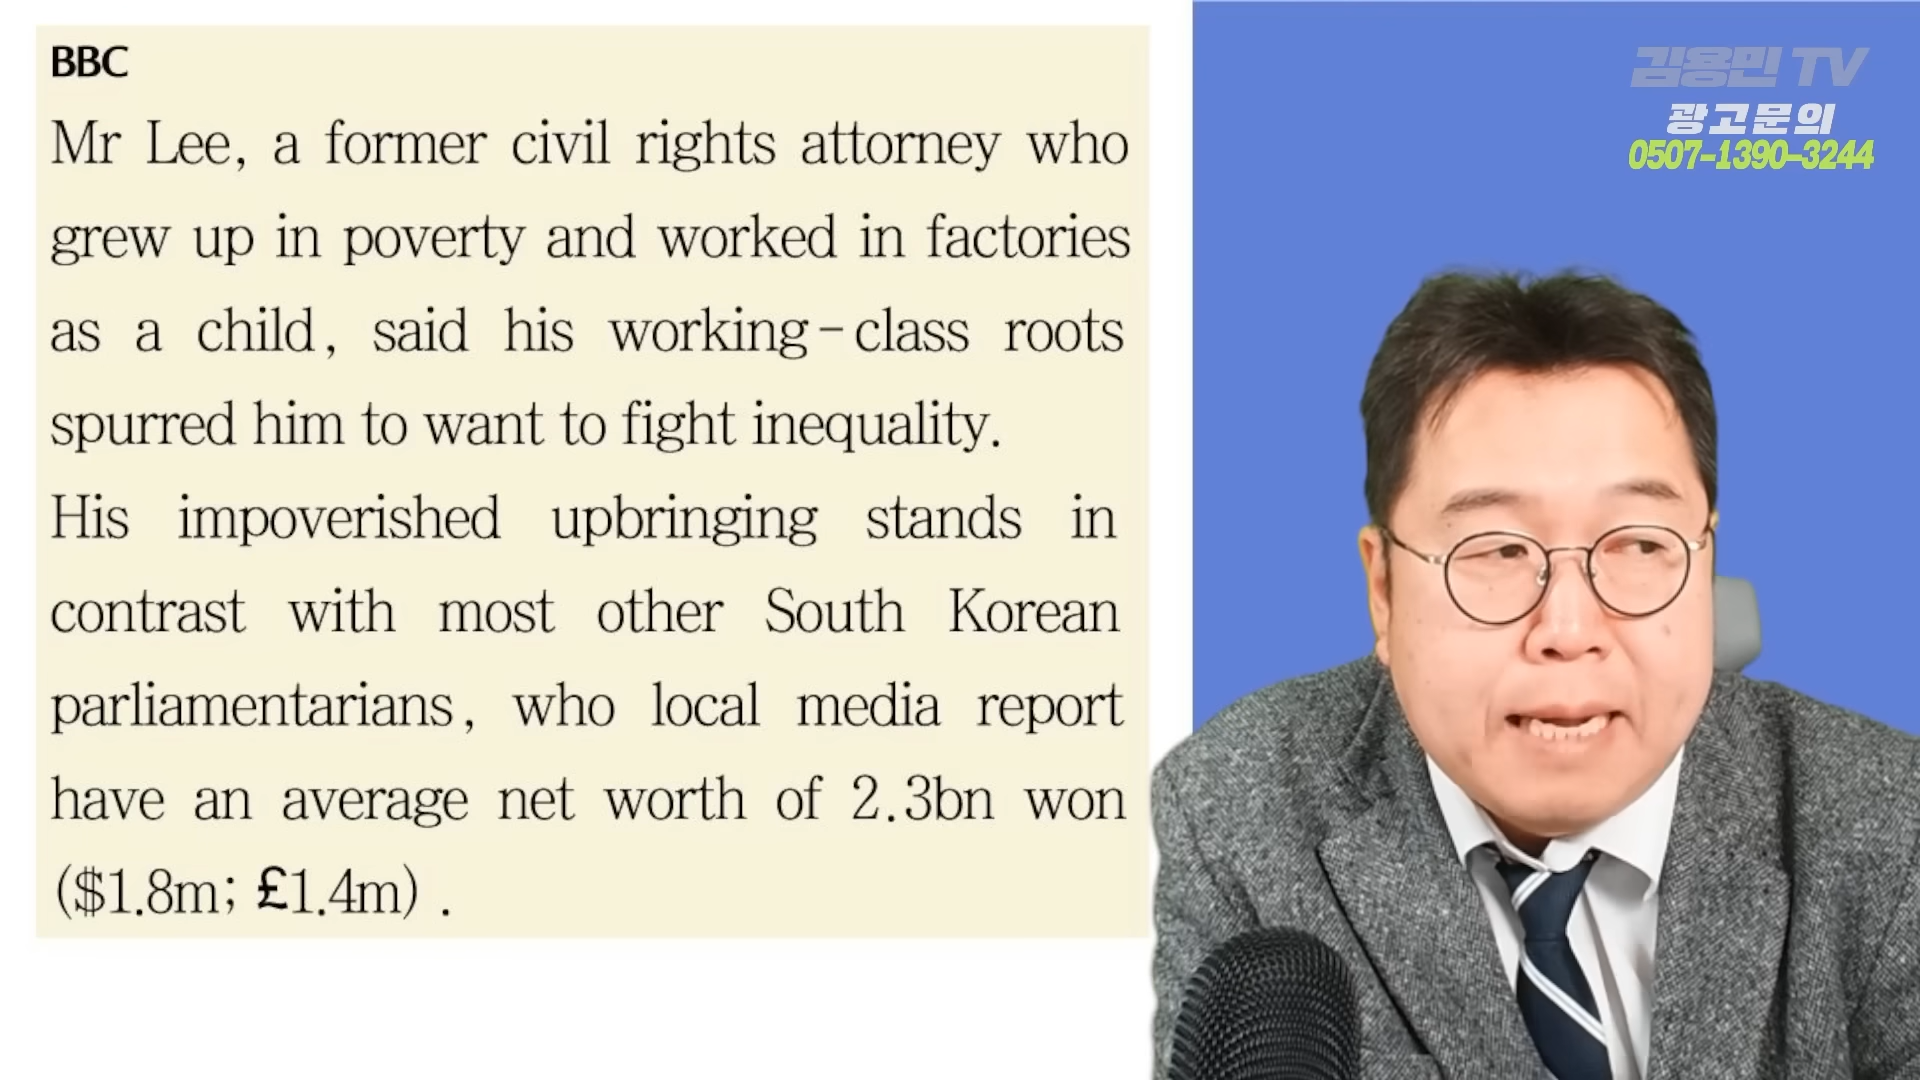 BBC
Mr Lee, a former civil rights attorney who
grew up in poverty and worked in factories
as a child, said his working-class roots
spurred him to want to fight inequality.
His impoverished upbringing stands in
contrast with most other South Korean
parliamentarians, who local media report
have an average net worth of 2.3bn won
($1.8m; £1.4m) .
김용민 TV
광고문의
0507-1390-3244